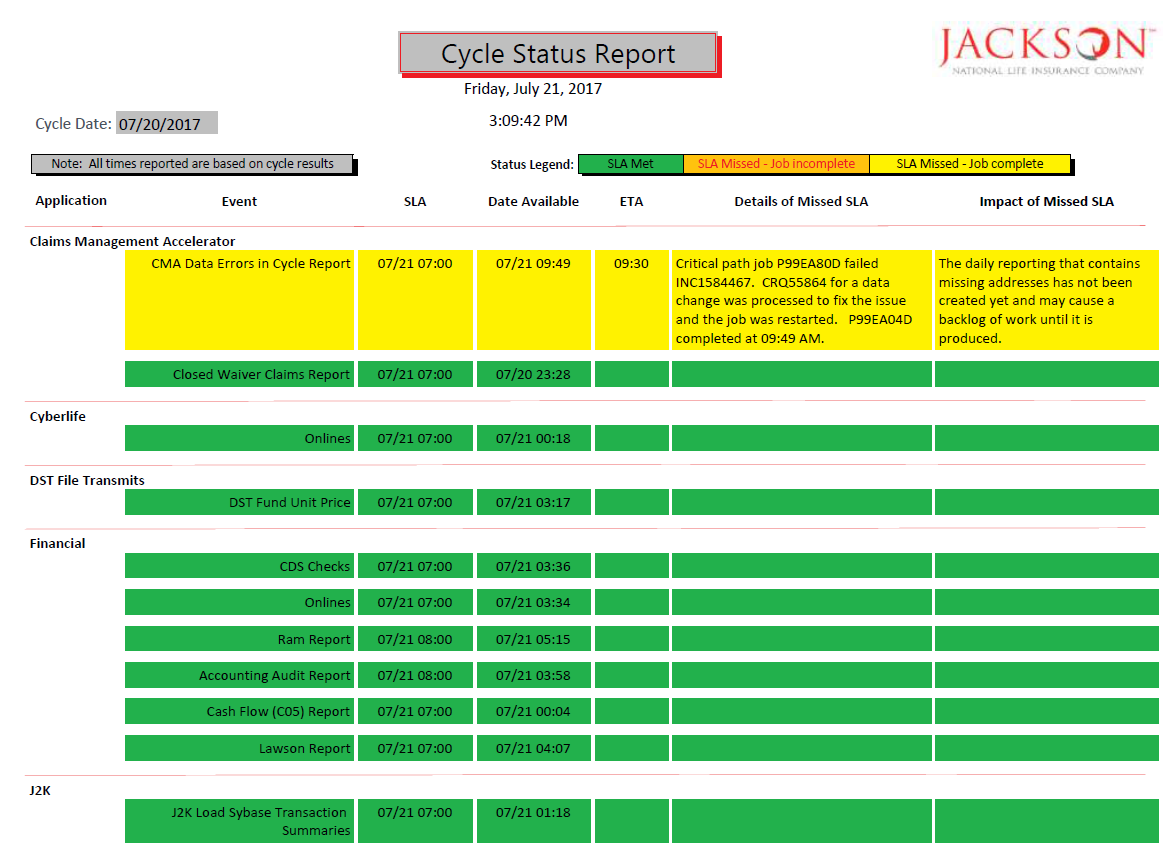 Cycle Status Report
JACKSON™
NATIONAL LIFE INSURANCE COMPANY
Friday, July 21, 2017
Cycle Date: 07/20/2017
3:09:42 PM
Note: All times reported are based on cycle results
Status Legend: SLA Met SLA Missed - Job incomplete SLA Missed - Job complete
Application Event SLA Date Available ETA Details of Missed SLA Impact of Missed SLA
Claims Management Accelerator
CMA Data Errors in Cycle Report 07/21 07:00 07/21 09:49 09:30 Critical path job P99EA80D failed The daily reporting that contains
INC1584467. CRQ55864 for a data missing addresses has not been
change was processed to fix the issue created yet and may cause a
and the job was restarted. P99EA04D backlog of work until it is
completed at 09:49 AM. produced.
Closed Waiver Claims Report 07/21 07:00 07/20 23:28
Cyberlife
Onlines 07/21 07:00 07/21 00:18
DST File Transmits
DST Fund Unit Price 07/21 07:00 07/21 03:17
Financial
CDS Checks 07/21 07:00 07/21 03:36
Onlines 07/21 07:00 07/21 03:34
Ram Report 07/21 08:00 07/21 05:15
Accounting Audit Report 07/21 08:00 07/21 03:58
Cash Flow (C05) Report 07/21 07:00 07/21 00:04
Lawson Report 07/21 07:00 07/21 04:07
J2K
J2K Load Sybase Transaction 07/21 07:00 07/21 01:18
Summaries